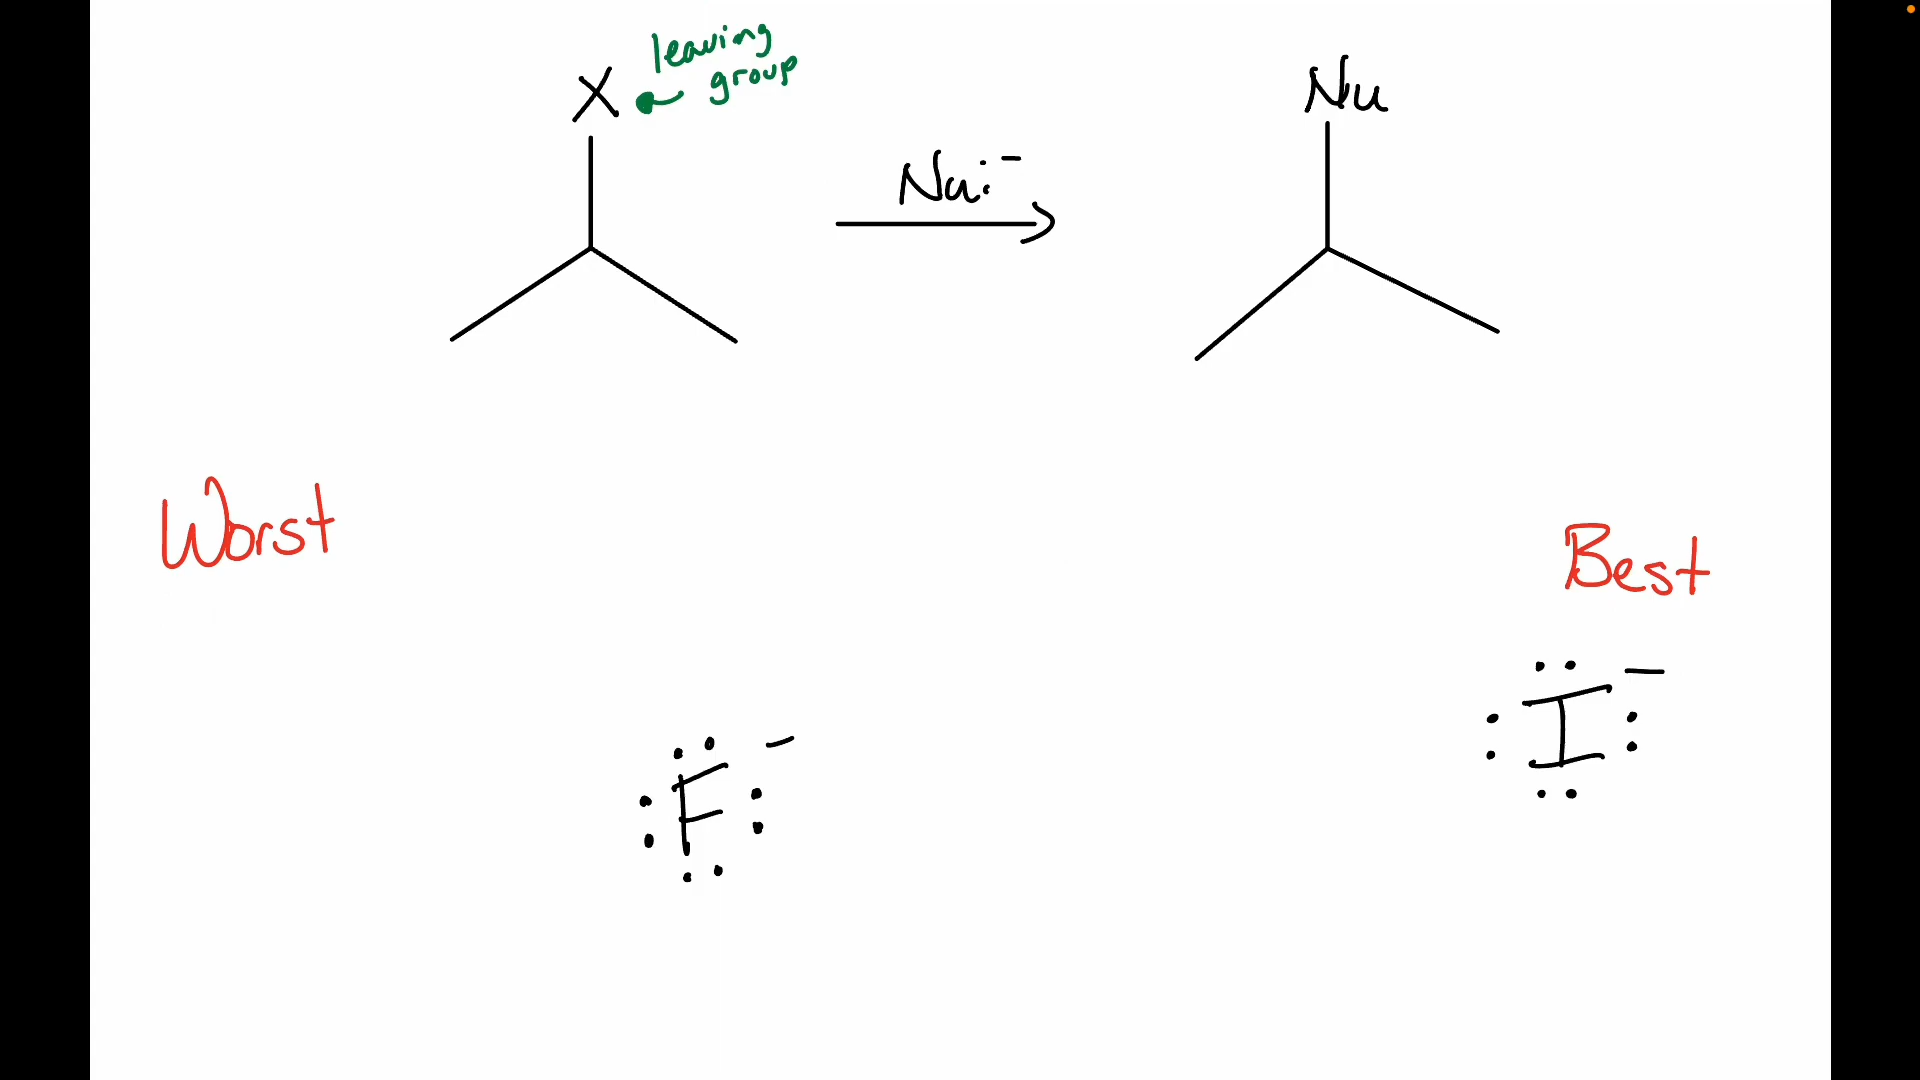 leaving
group
X
Nu
Nu:⁻
Worst
Best
:I:⁻
:F:⁻